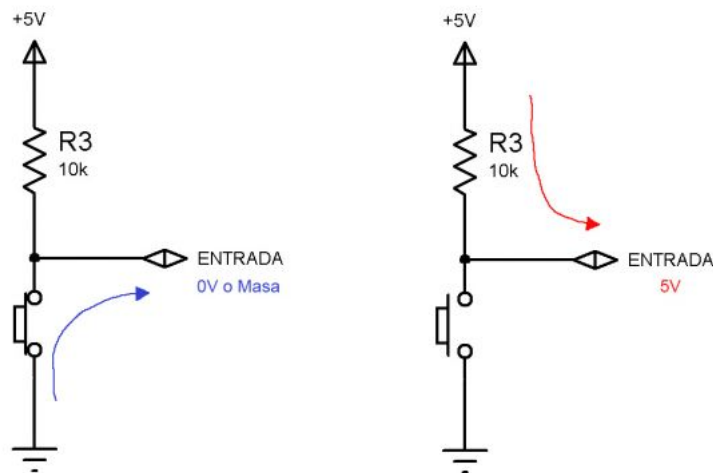 +5V
R3
10k
ENTRADA
0V o Masa
+5V
R3
10k
ENTRADA
5V